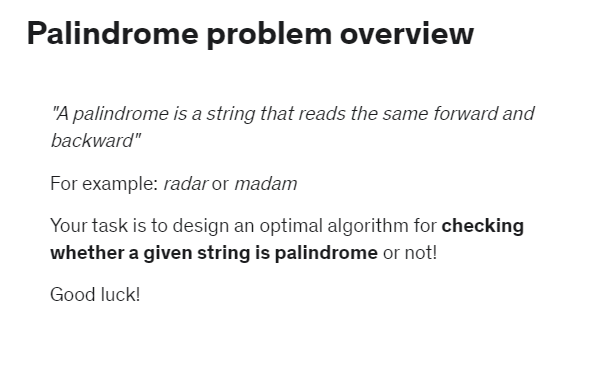 Palindrome problem overview
"A palindrome is a string that reads the same forward and
backward"
For example: radar or madam
Your task is to design an optimal algorithm for checking
whether a given string is palindrome or not!
Good luck!